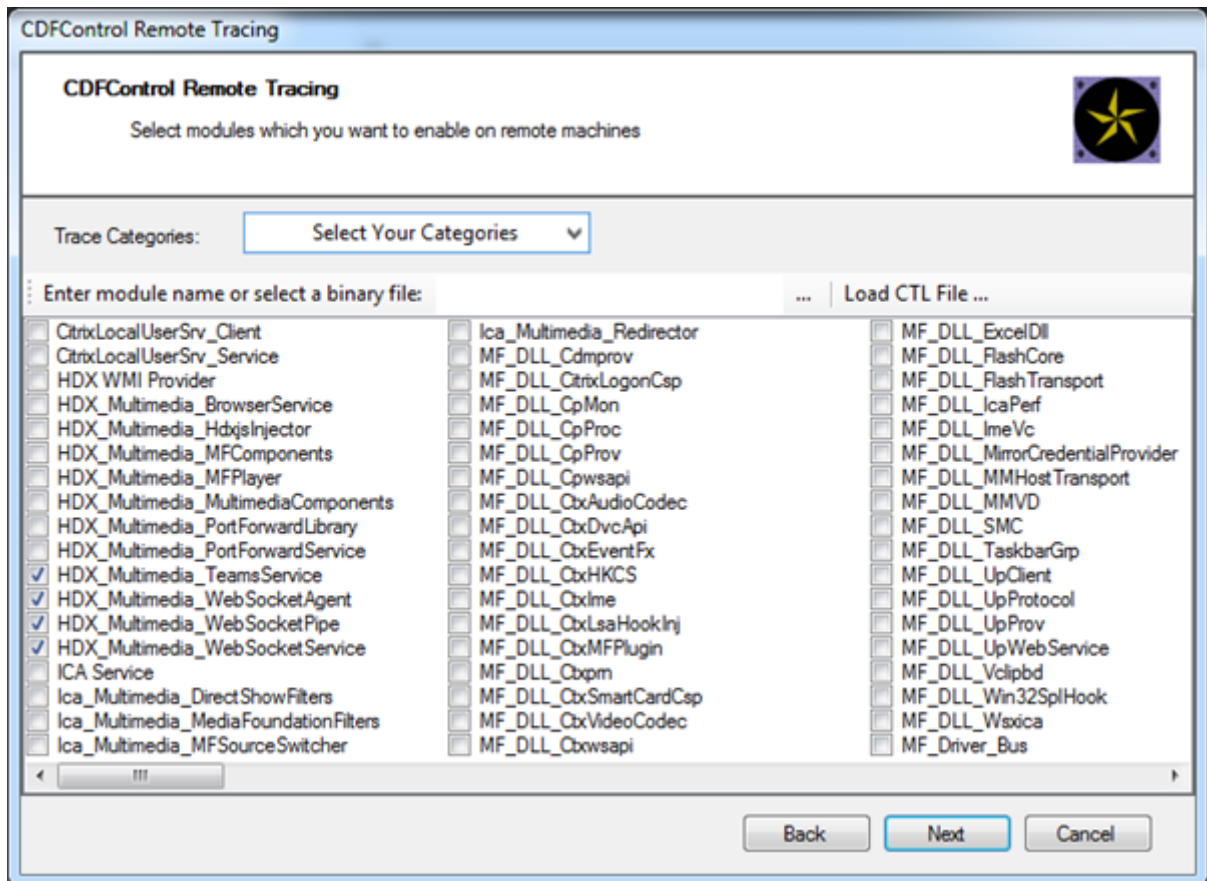 CDFControl Remote Tracing
CDFControl Remote Tracing
Select modules which you want to enable on remote machines
Trace Categories: Select Your Categories
Enter module name or select a binary file: ... Load CTL File ...
CitrixLocalUserSrv_Client
CitrixLocalUserSrv_Service
HDX WMI Provider
HDX_Multimedia_BrowserService
HDX_Multimedia_HdxjsInjector
HDX_Multimedia_MFComponents
HDX_Multimedia_MFPlayer
HDX_Multimedia_MultimediaComponents
HDX_Multimedia_PortForwardLibrary
HDX_Multimedia_PortForwardService
HDX_Multimedia_TeamsService
HDX_Multimedia_WebSocketAgent
HDX_Multimedia_WebSocketPipe
HDX_Multimedia_WebSocketService
ICA Service
Ica_Multimedia_DirectShowFilters
Ica_Multimedia_MediaFoundationFilters
Ica_Multimedia_MFSourceSwitcher
Ica_Multimedia_Redirector
MF_DLL_Cdmprov
MF_DLL_CitrixLogonCsp
MF_DLL_CpMon
MF_DLL_CpProc
MF_DLL_CpProv
MF_DLL_Cpwsapi
MF_DLL_CtxAudioCodec
MF_DLL_CtxDvcApi
MF_DLL_CtxEventFx
MF_DLL_CtxHKCS
MF_DLL_CtxIme
MF_DLL_CtxLsaHookInj
MF_DLL_CtxMFPlugin
MF_DLL_Ctxprn
MF_DLL_CtxSmartCardCsp
MF_DLL_CtxVideoCodec
MF_DLL_Ctxwsapi
MF_DLL_ExcelDll
MF_DLL_FlashCore
MF_DLL_FlashTransport
MF_DLL_IcaPerf
MF_DLL_ImeVc
MF_DLL_MirrorCredentialProvider
MF_DLL_MMHostTransport
MF_DLL_MMVD
MF_DLL_SMC
MF_DLL_TaskbarGrp
MF_DLL_UpClient
MF_DLL_UpProtocol
MF_DLL_UpProv
MF_DLL_UpWebService
MF_DLL_Vclipbd
MF_DLL_Win32SplHook
MF_DLL_Wsxica
MF_Driver_Bus
Back Next Cancel